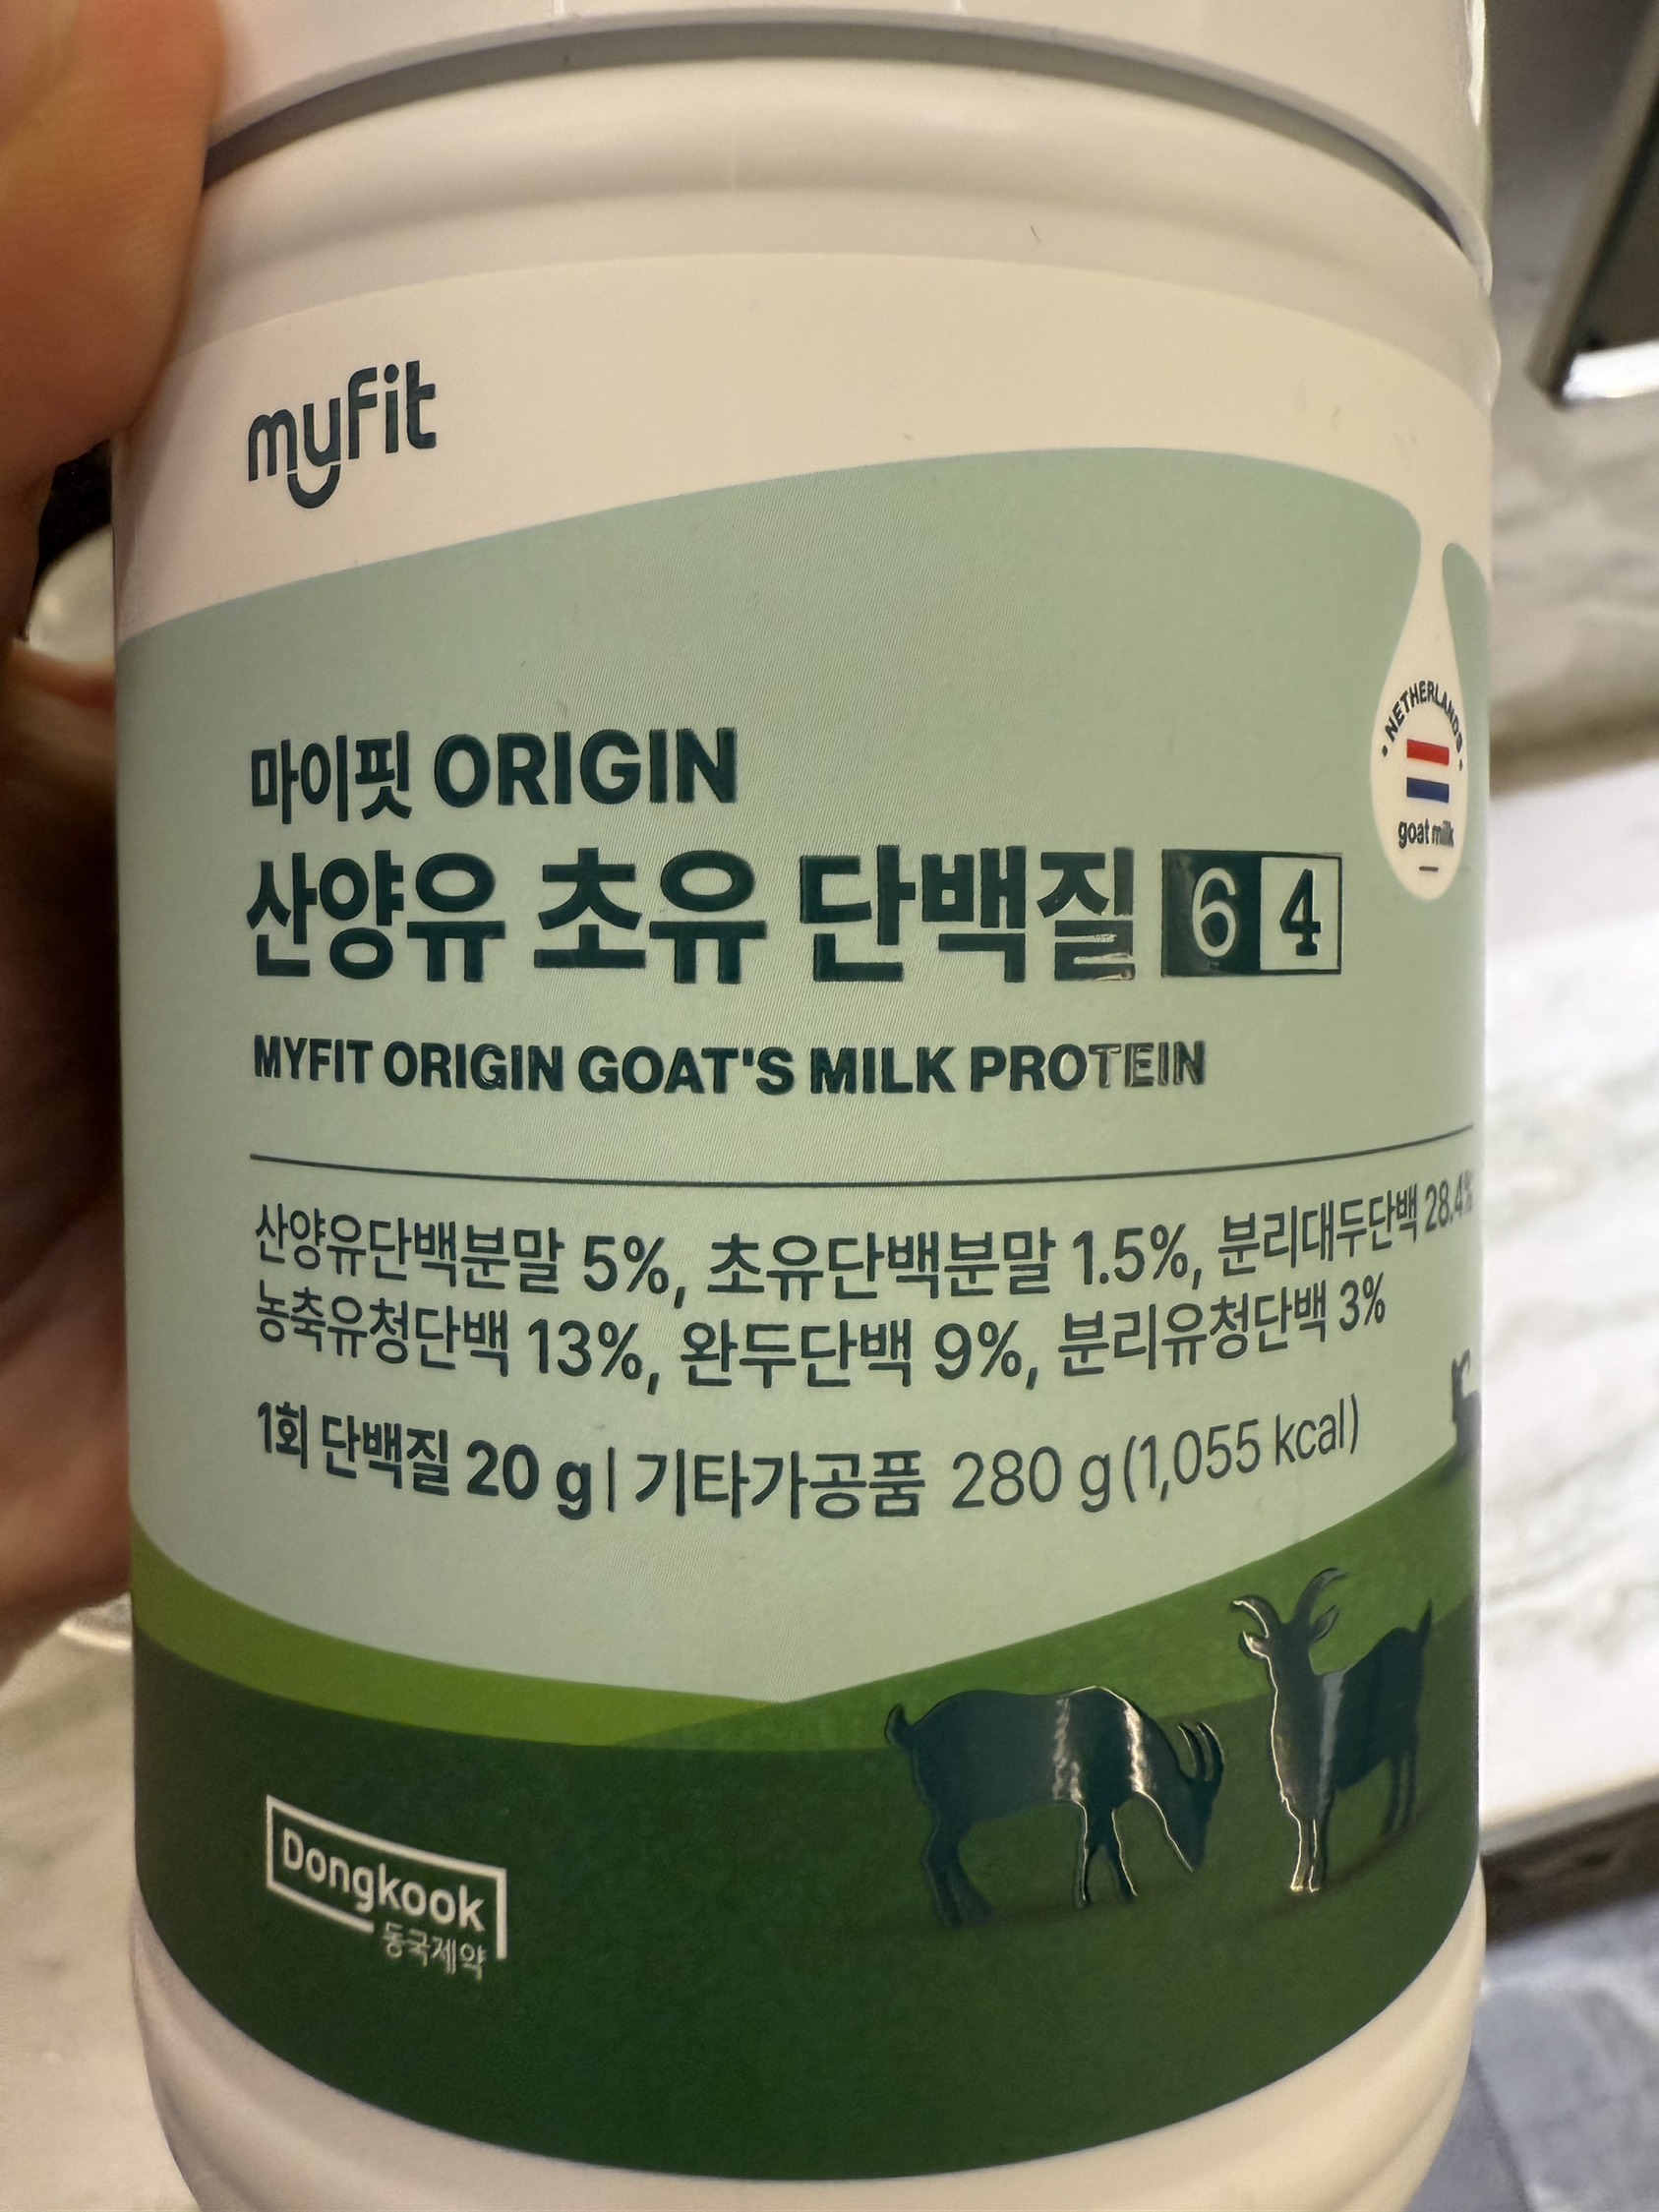 myfit
마이핏 ORIGIN
산양유 초유 단백질 6 4
MYFIT ORIGIN GOAT'S MILK PROTEIN
• NETHERLANDS •
goat milk
산양유단백분말 5%, 초유단백분말 1.5%, 분리대두단백 28.4%
농축유청단백 13%, 완두단백 9%, 분리유청단백 3%
1회 단백질 20 g | 기타가공품 280 g (1,055 kcal)
Dongkook
동국제약